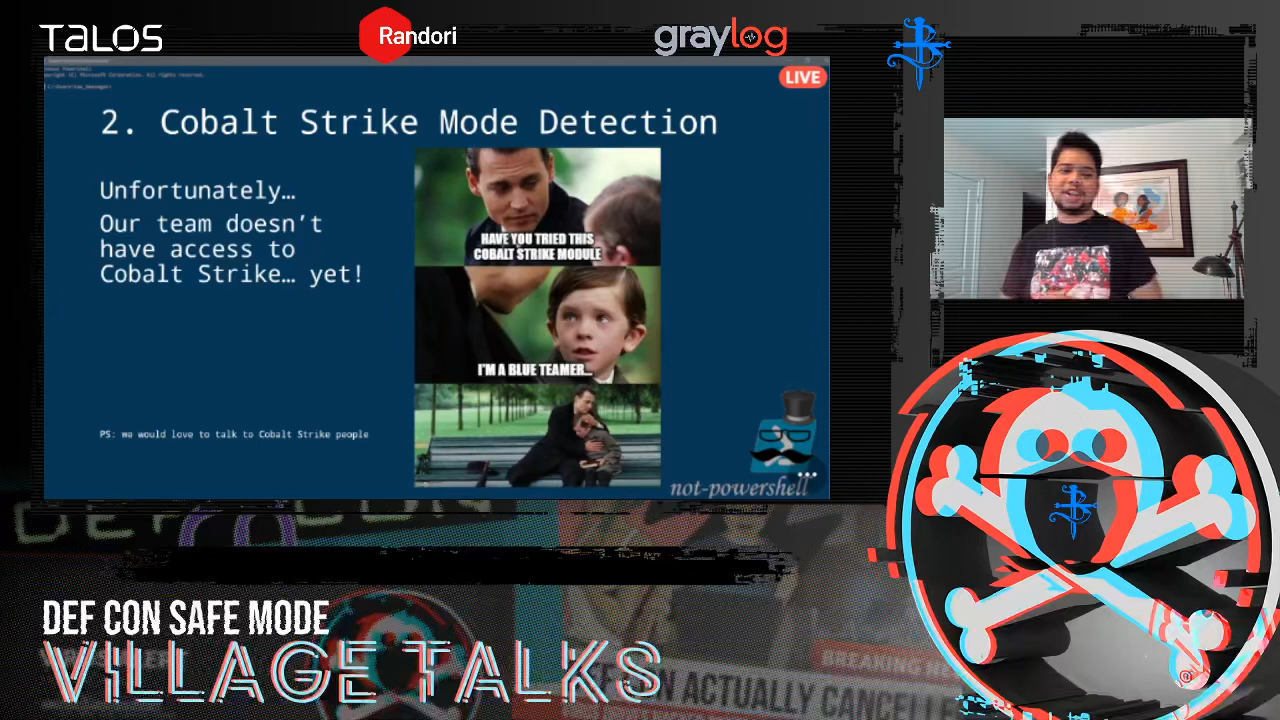 TALOS
Randori
graylog
LIVE
2. Cobalt Strike Mode Detection
Unfortunately…
Our team doesn't
have access to
Cobalt Strike… yet!
HAVE YOU TRIED THIS
COBALT STRIKE MODULE
I'M A BLUE TEAMER...
PS: we would love to talk to Cobalt Strike people
not-powershell
DEF CON
DEF CON SAFE MODE
VILLAGE TALKS
BREAKING
ACTUALLY